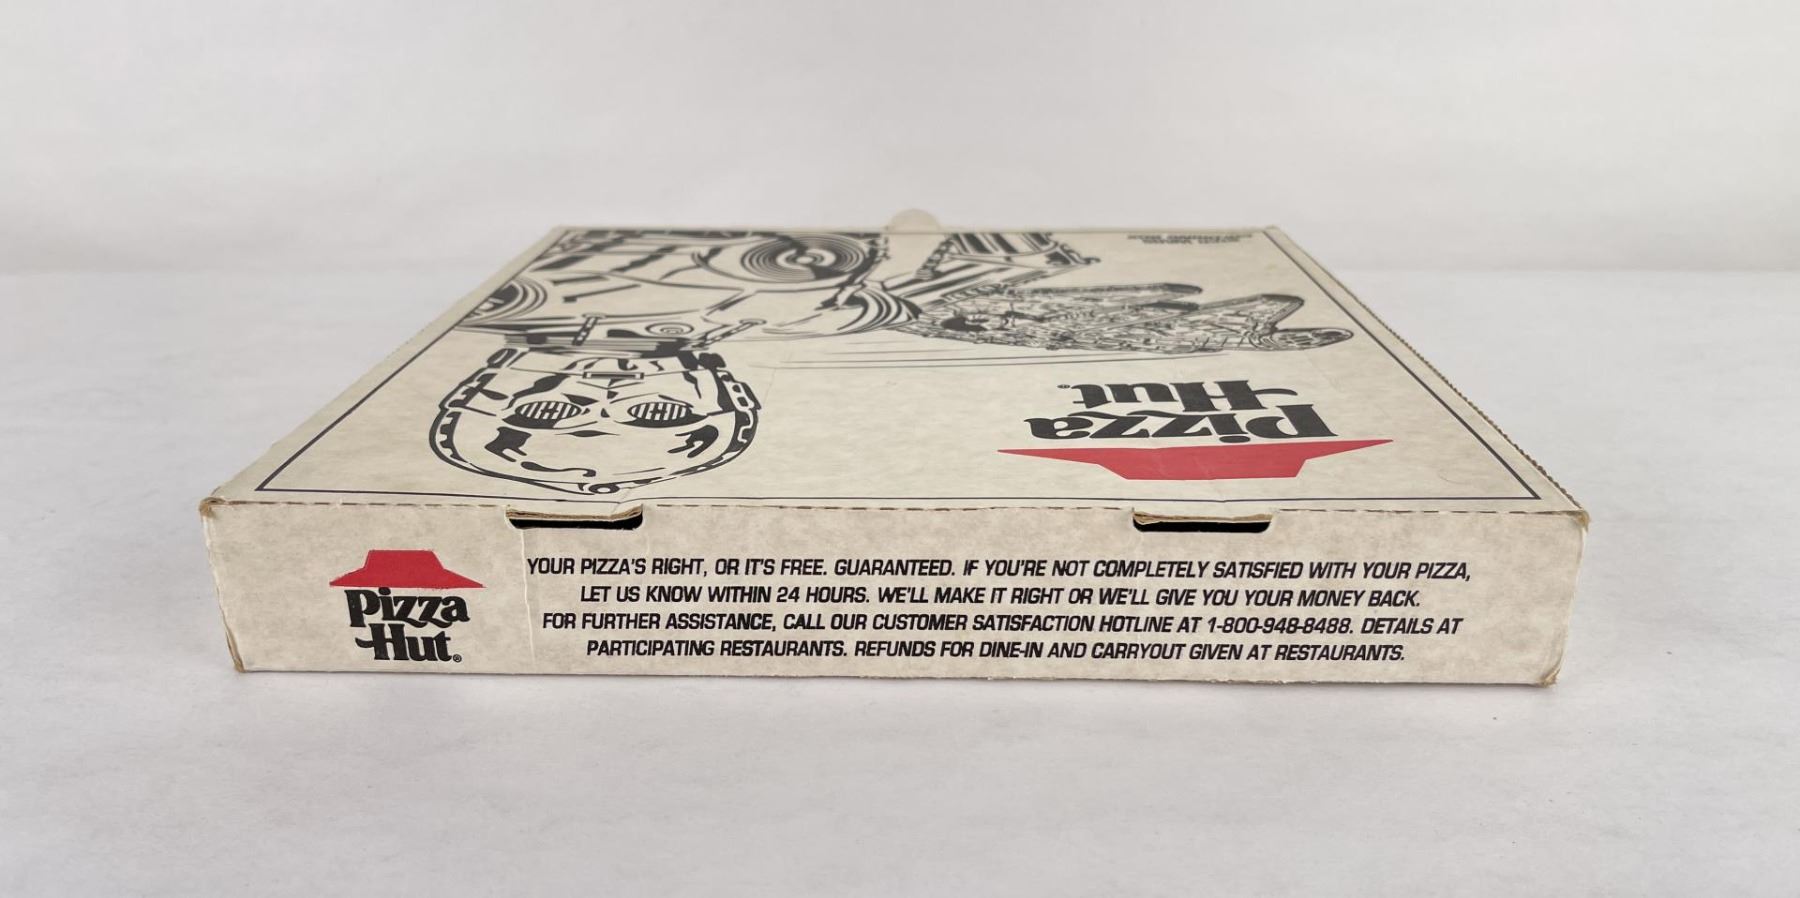 Pizza
Hut®
Pizza
Hut®
YOUR PIZZA'S RIGHT, OR IT'S FREE. GUARANTEED. IF YOU'RE NOT COMPLETELY SATISFIED WITH YOUR PIZZA,
LET US KNOW WITHIN 24 HOURS. WE'LL MAKE IT RIGHT OR WE'LL GIVE YOU YOUR MONEY BACK.
FOR FURTHER ASSISTANCE, CALL OUR CUSTOMER SATISFACTION HOTLINE AT 1-800-948-8488. DETAILS AT
PARTICIPATING RESTAURANTS. REFUNDS FOR DINE-IN AND CARRYOUT GIVEN AT RESTAURANTS.